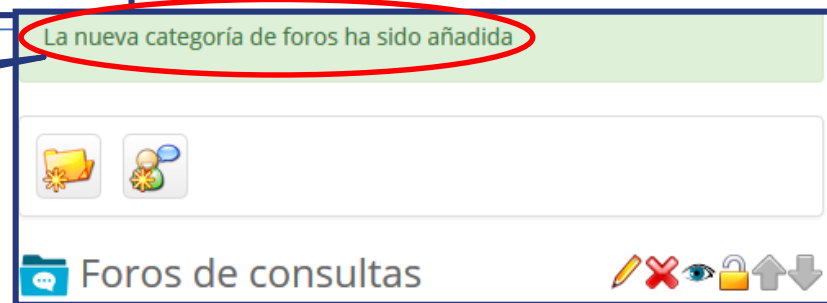 La nueva categoría de foros ha sido añadida
Foros de consultas